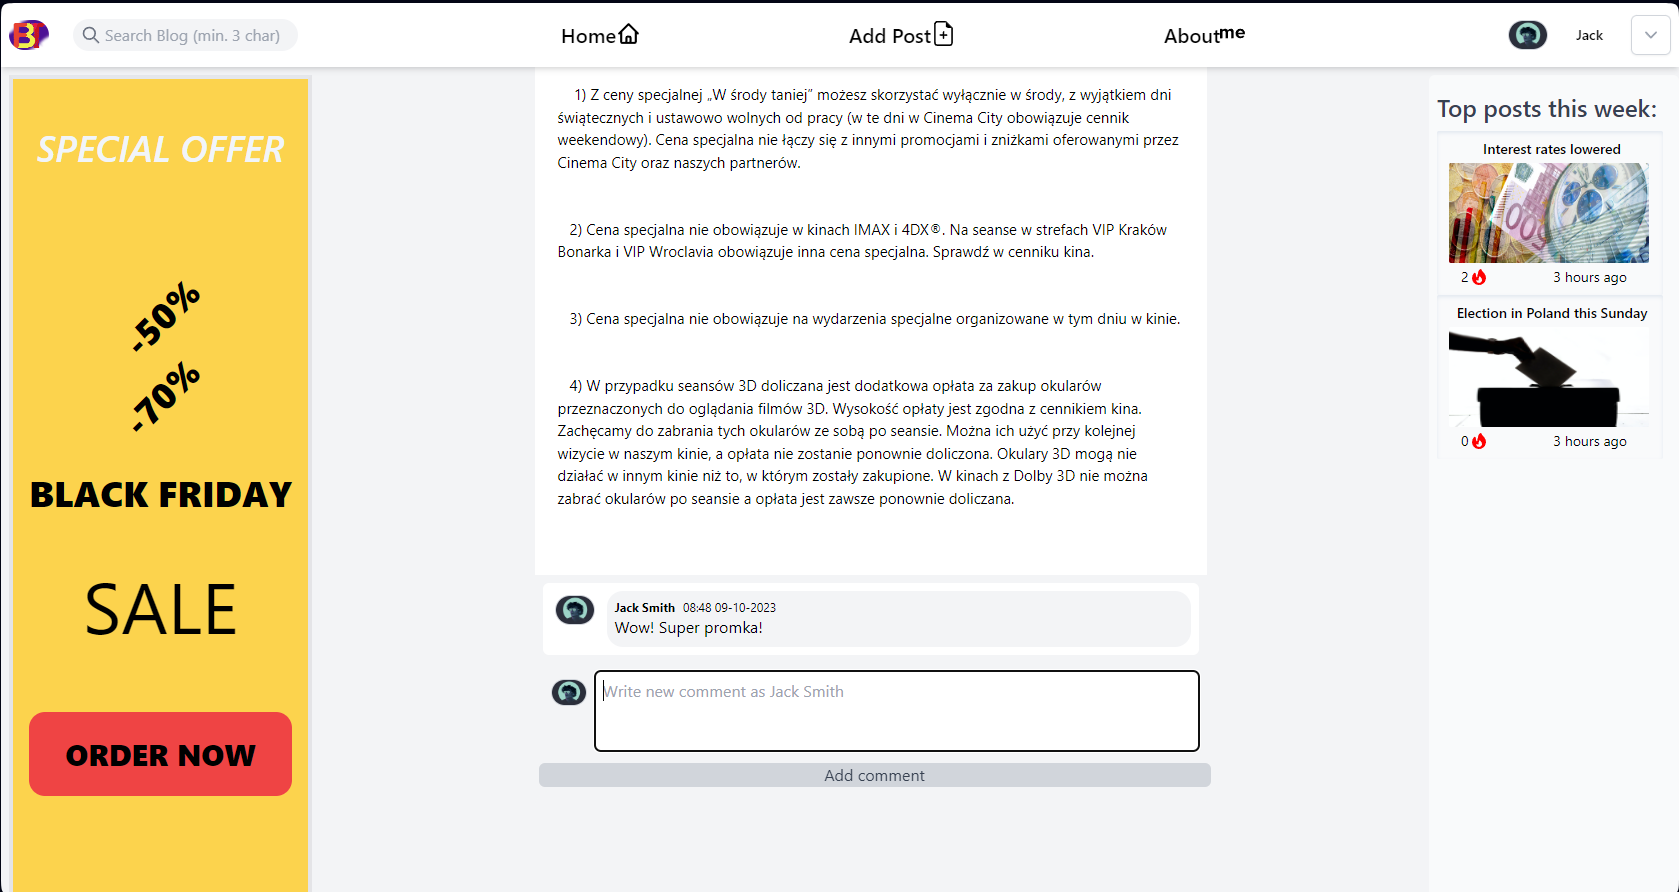 BT
Search Blog (min. 3 char)
Home
Add Post
About me
Jack
SPECIAL OFFER
-50%
-70%
BLACK FRIDAY
SALE
ORDER NOW
1) Z ceny specjalnej „W środy taniej” możesz skorzystać wyłącznie w środy, z wyjątkiem dni
świątecznych i ustawowo wolnych od pracy (w te dni w Cinema City obowiązuje cennik
weekendowy). Cena specjalna nie łączy się z innymi promocjami i zniżkami oferowanymi przez
Cinema City oraz naszych partnerów.
2) Cena specjalna nie obowiązuje w kinach IMAX i 4DX®. Na seanse w strefach VIP Kraków
Bonarka i VIP Wroclavia obowiązuje inna cena specjalna. Sprawdź w cenniku kina.
3) Cena specjalna nie obowiązuje na wydarzenia specjalne organizowane w tym dniu w kinie.
4) W przypadku seansów 3D doliczana jest dodatkowa opłata za zakup okularów
przeznaczonych do oglądania filmów 3D. Wysokość opłaty jest zgodna z cennikiem kina.
Zachęcamy do zabrania tych okularów ze sobą po seansie. Można ich użyć przy kolejnej
wizycie w naszym kinie, a opłata nie zostanie ponownie doliczona. Okulary 3D mogą nie
działać w innym kinie niż to, w którym zostały zakupione. W kinach z Dolby 3D nie można
zabrać okularów po seansie a opłata jest zawsze ponownie doliczana.
Jack Smith 08:48 09-10-2023
Wow! Super promka!
Write new comment as Jack Smith
Add comment
Top posts this week:
Interest rates lowered
2 3 hours ago
Election in Poland this Sunday
0 3 hours ago